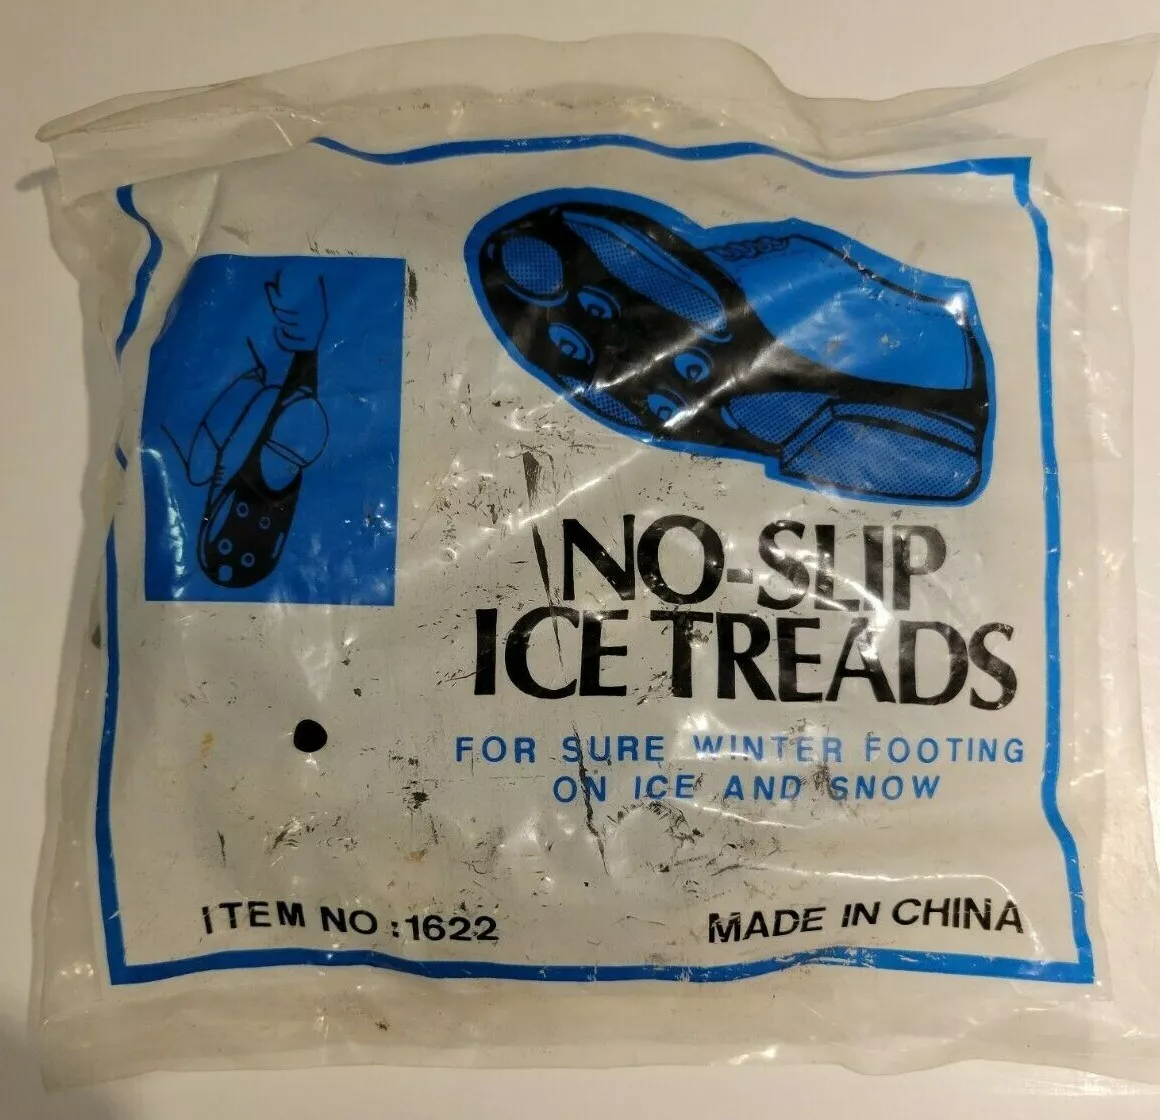 NO-SLIP
ICE TREADS
FOR SURE WINTER FOOTING
ON ICE AND SNOW
ITEM NO:1622
MADE IN CHINA